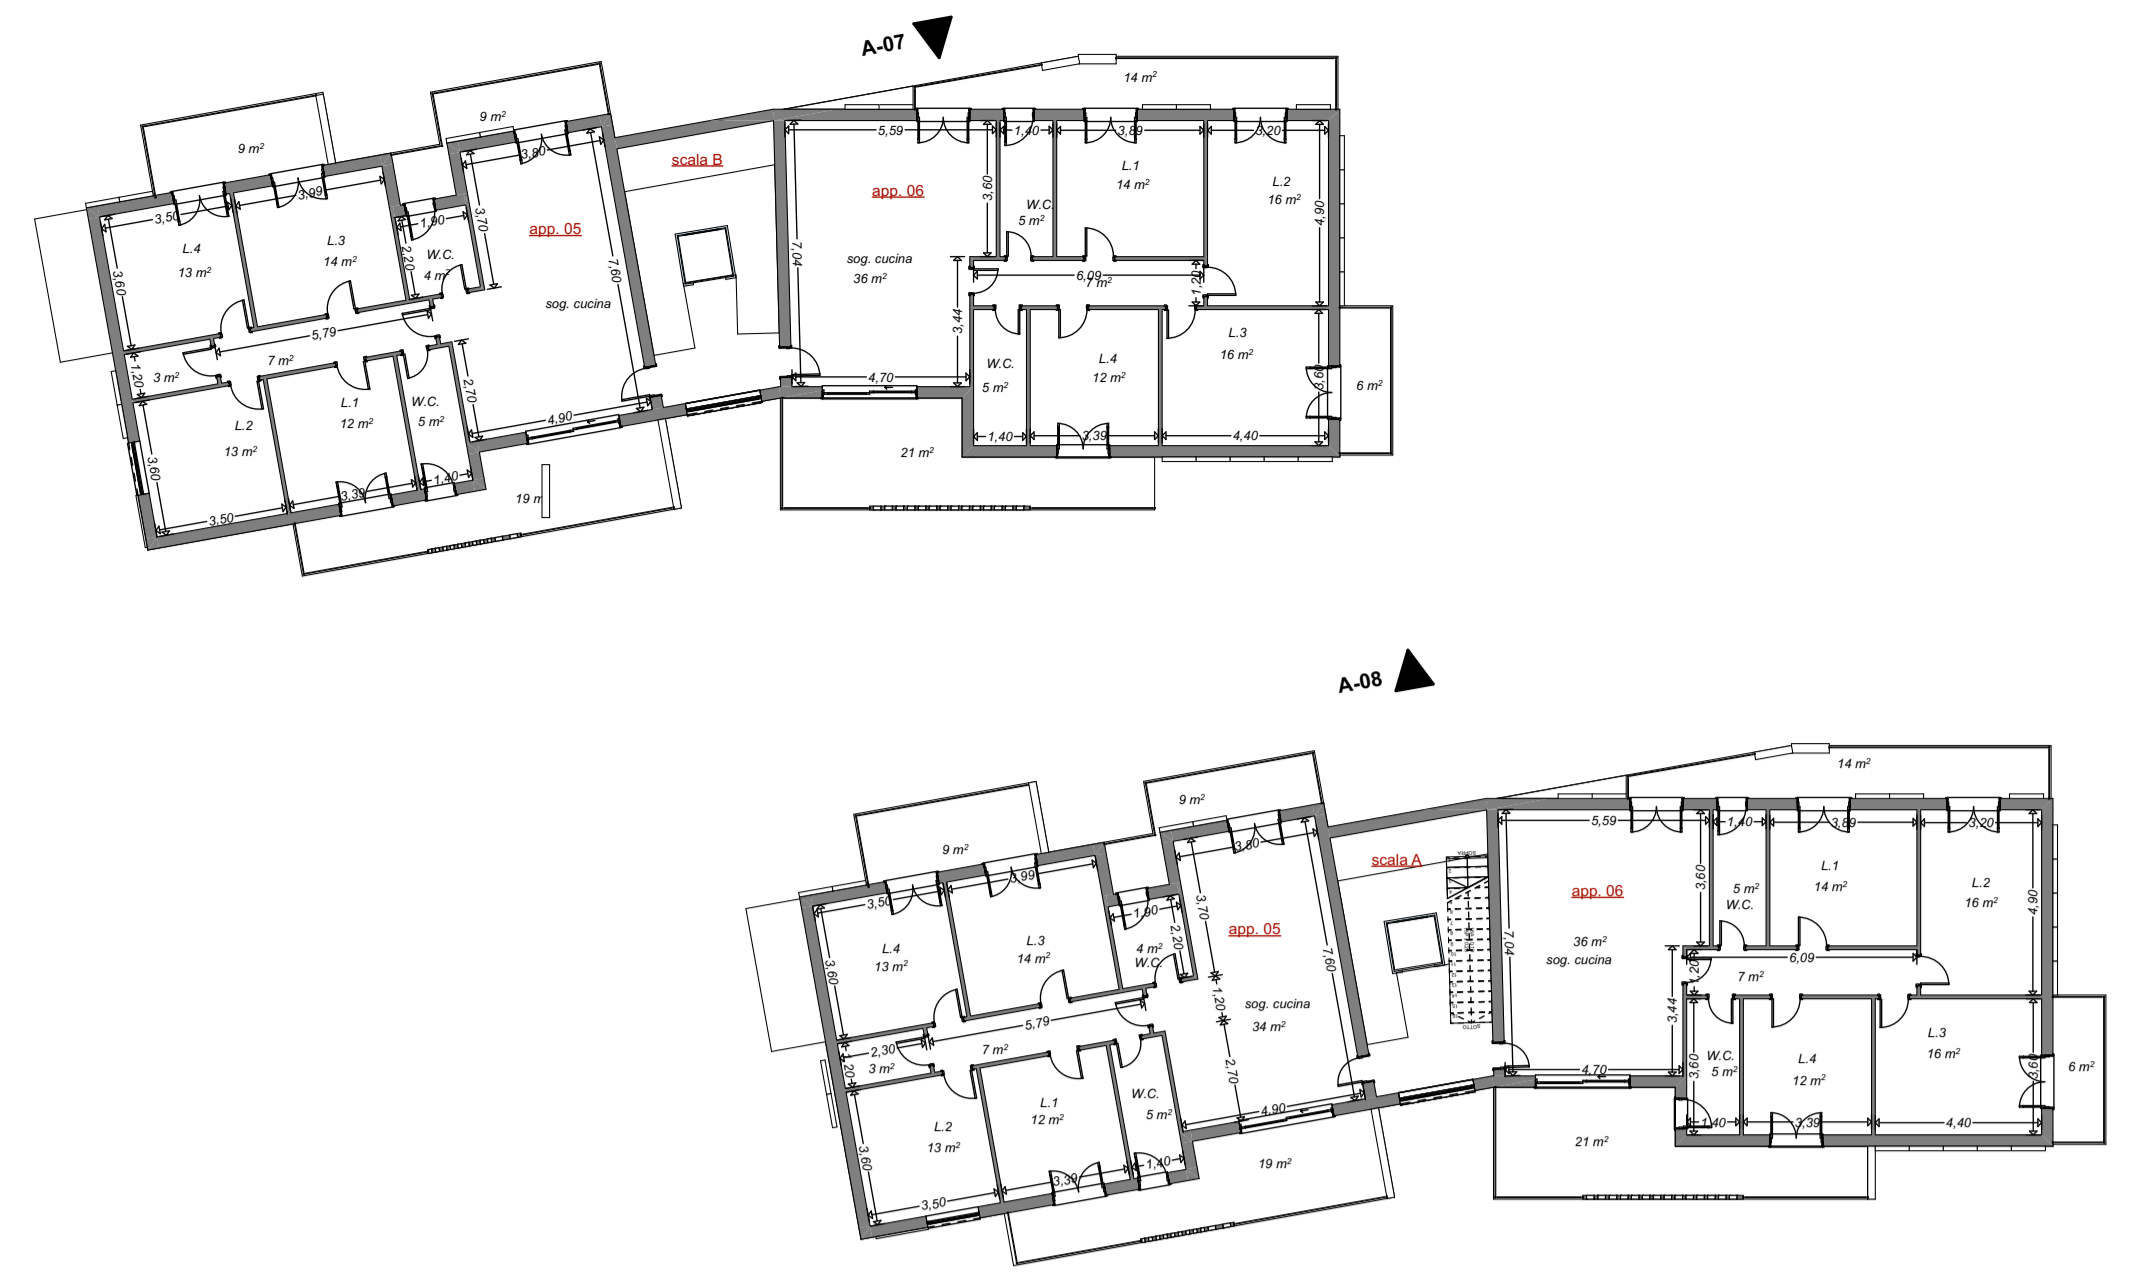 A-07
14 m²
9 m²
9 m²
3,80
5,59
1,40
3,89
3,20
scala B
L.1
14 m²
L.2
16 m²
app. 06
3,60
4,90
3,50
3,99
1,90
3,70
app. 05
W.C.
5 m²
L.4
13 m²
L.3
14 m²
2,20
W.C.
4 m²
7,60
7,04
sog. cucina
36 m²
3,60
sog. cucina
6,09
7 m²
1,20
5,79
7 m²
3,44
L.3
16 m²
1,20
3 m²
2,70
W.C.
5 m²
L.4
12 m²
4,70
3,60
6 m²
L.1
12 m²
W.C.
5 m²
4,90
L.2
13 m²
1,40
3,39
4,40
21 m²
3,60
3,39
1,40
19 m
3,50
A-08
14 m²
9 m²
9 m²
3,80
5,59
1,40
3,89
3,20
scala A
SOPRA
L.1
14 m²
L.2
16 m²
app. 06
5 m²
W.C.
3,60
4,90
3,50
3,99
1,90
3,70
2,20
app. 05
L.4
13 m²
L.3
14 m²
4 m²
W.C.
7,60
7,04
36 m²
sog. cucina
3,60
6,09
7 m²
1,20
1,20
sog. cucina
34 m²
5,79
7 m²
3,44
SOTTO
L.3
16 m²
2,30
3 m²
1,20
2,70
W.C.
5 m²
L.4
12 m²
4,70
3,60
3,60
6 m²
L.1
12 m²
W.C.
5 m²
4,90
L.2
13 m²
1,40
3,39
4,40
21 m²
3,60
3,39
1,40
19 m²
3,50